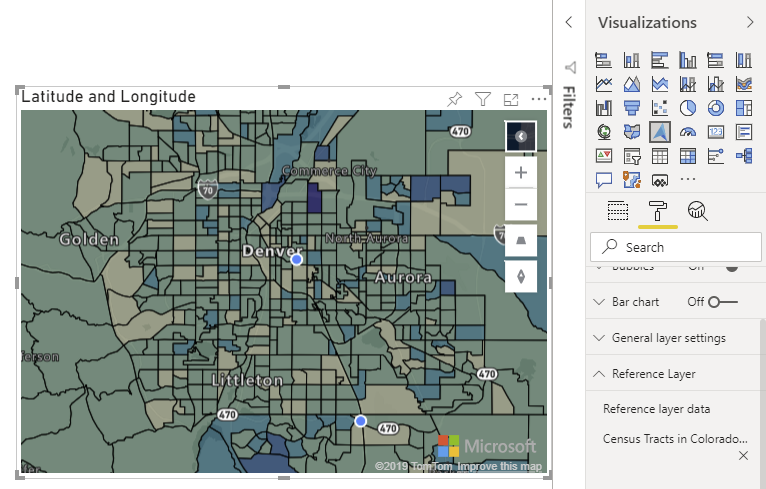 Visualizations
Filters
Latitude and Longitude
470
Commerce City
70
Golden
Denver
North Aurora
Aurora
Littleton
470
470
470
Microsoft
©2019 TomTom Improve this map
123
Search
Bubbles
Bar chart Off
General layer settings
Reference Layer
Reference layer data
Census Tracts in Colorado...